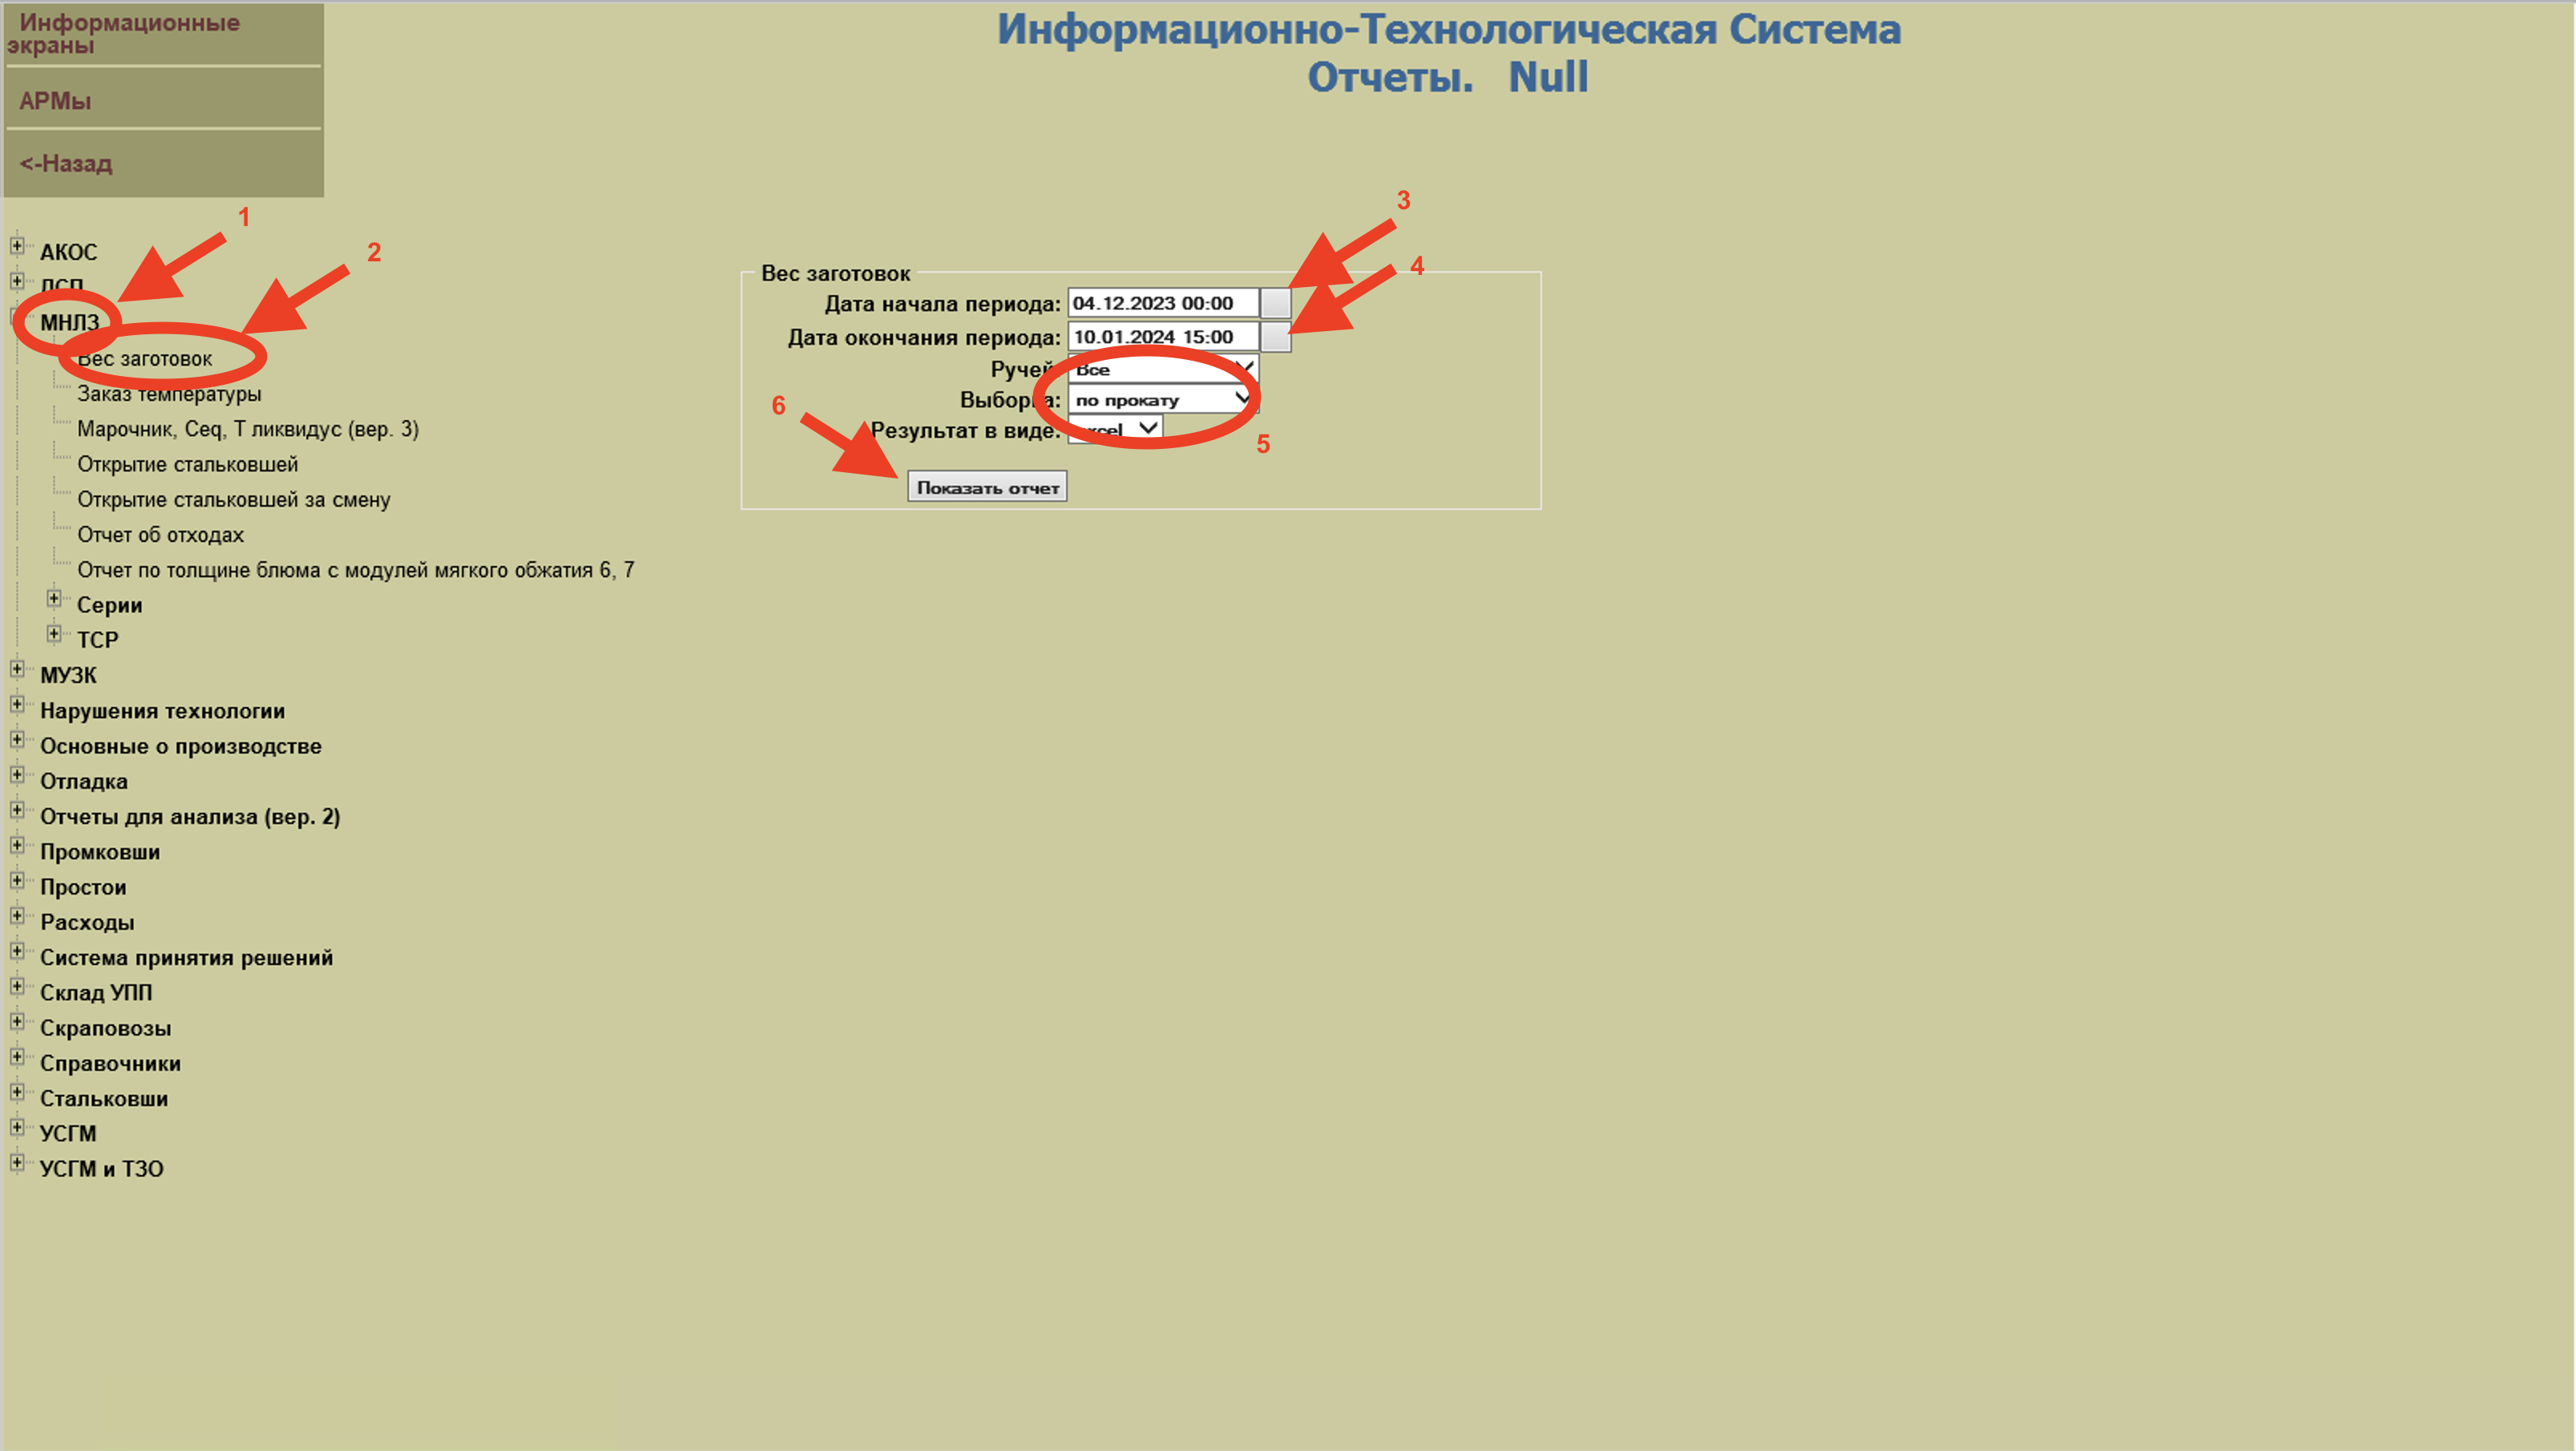 Информационные
экраны
АРМы
<-Назад
Информационно-Технологическая Система
Отчеты. Null
1
2
АКОС
ДСП
МНЛЗ
Вес заготовок
Заказ температуры
Марочник, Ceq, Т ликвидус (вер. 3)
Открытие стальковшей
Открытие стальковшей за смену
Отчет об отходах
Отчет по толщине блюма с модулей мягкого обжатия 6, 7
Серии
ТСР
МУЗК
Нарушения технологии
Основные о производстве
Отладка
Отчеты для анализа (вер. 2)
Промковши
Простои
Расходы
Система принятия решений
Склад УПП
Скраповозы
Справочники
Стальковши
УСГМ
УСГМ и ТЗО
3
4
Вес заготовок
Дата начала периода: 04.12.2023 00:00
Дата окончания периода: 10.01.2024 15:00
Ручей Все
Выборка: по прокату
Результат в виде: excel
5
6
Показать отчет